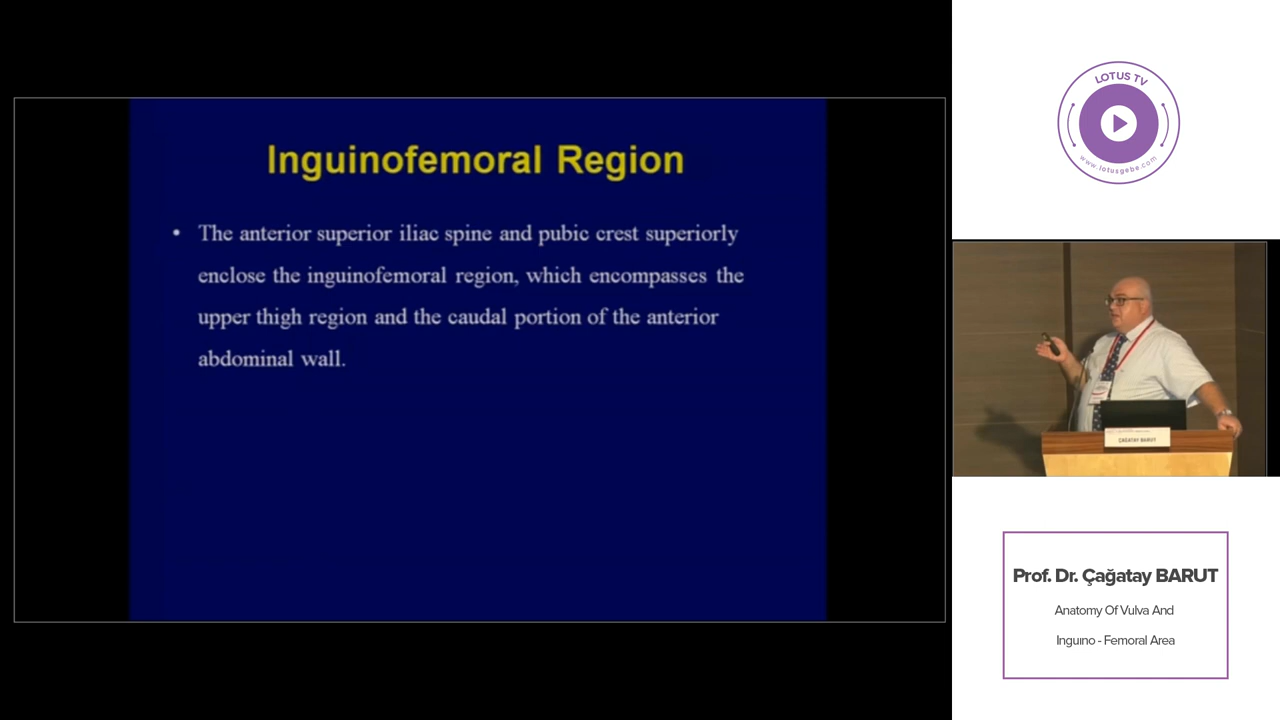 Inguinofemoral Region
• The anterior superior iliac spine and pubic crest superiorly
enclose the inguinofemoral region, which encompasses the
upper thigh region and the caudal portion of the anterior
abdominal wall.
LOTUS TV
www.lotusgebe.com
ÇAĞATAY BARUT
Prof. Dr. Çağatay BARUT
Anatomy Of Vulva And
Inguıno - Femoral Area